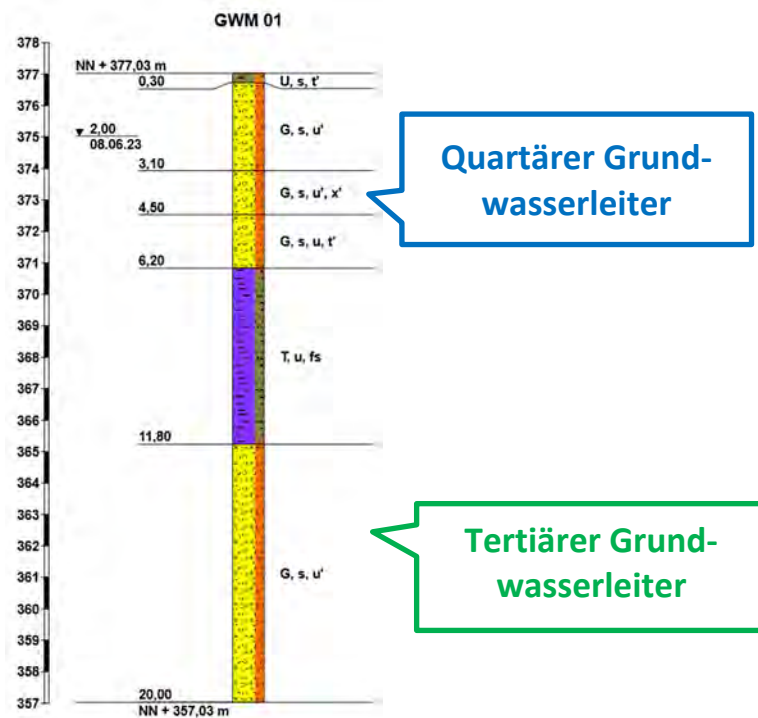 GWM 01
378
377
376
375
374
373
372
371
370
369
368
367
366
365
364
363
362
361
360
359
358
357
NN + 377,03 m
0,30
U, s, t'
G, s, u'
▼ 2,00
08.06.23
3,10
G, s, u', x'
4,50
G, s, u, t'
6,20
T, u, fs
11,80
G, s, u'
20,00
NN + 357,03 m
Quartärer Grund-
wasserleiter
Tertiärer Grund-
wasserleiter